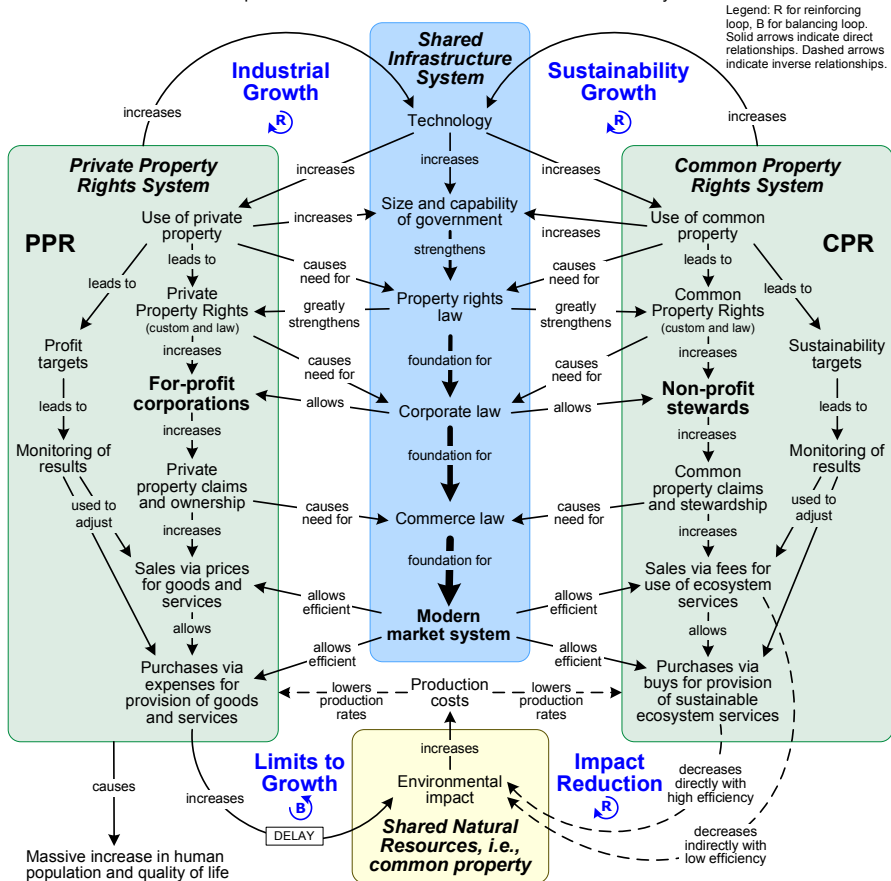 Legend: R for reinforcing
loop, B for balancing loop.
Solid arrows indicate direct
relationships. Dashed arrows
indicate inverse relationships.
Shared
Infrastructure
System
Industrial
Growth
R
Sustainability
Growth
R
increases
increases
Technology
Private Property
Rights System
Common Property
Rights System
increases
increases
increases
PPR
CPR
Use of private
property
increases
Size and capability
of government
increases
Use of common
property
leads to
leads to
causes
need for
strengthens
causes
need for
leads to
Private
Property Rights
(custom and law)
greatly
strengthens
Property rights
law
greatly
strengthens
Common
Property Rights
(custom and law)
Profit
targets
increases
causes
need for
foundation for
causes
need for
increases
Sustainability
targets
leads to
For-profit
corporations
allows
Corporate law
allows
Non-profit
stewards
leads to
Monitoring of
results
increases
foundation for
increases
Monitoring of
results
used to
adjust
Private
property claims
and ownership
causes
need for
Commerce law
causes
need for
Common
property claims
and stewardship
used to
adjust
increases
foundation for
increases
Sales via prices
for goods and
services
allows
efficient
Modern
market system
allows
efficient
Sales via fees for
use of ecosystem
services
allows
allows
efficient
allows
efficient
allows
Purchases via
expenses for
provision of goods
and services
lowers
production
rates
Production
costs
lowers
production
rates
Purchases via
buys for provision
of sustainable
ecosystem services
causes
increases
Limits to
Growth
B
increases
Impact
Reduction
R
decreases
directly with
high efficiency
DELAY
Environmental
impact
decreases
indirectly with
low efficiency
Shared Natural
Resources, i.e.,
common property
Massive increase in human
population and quality of life